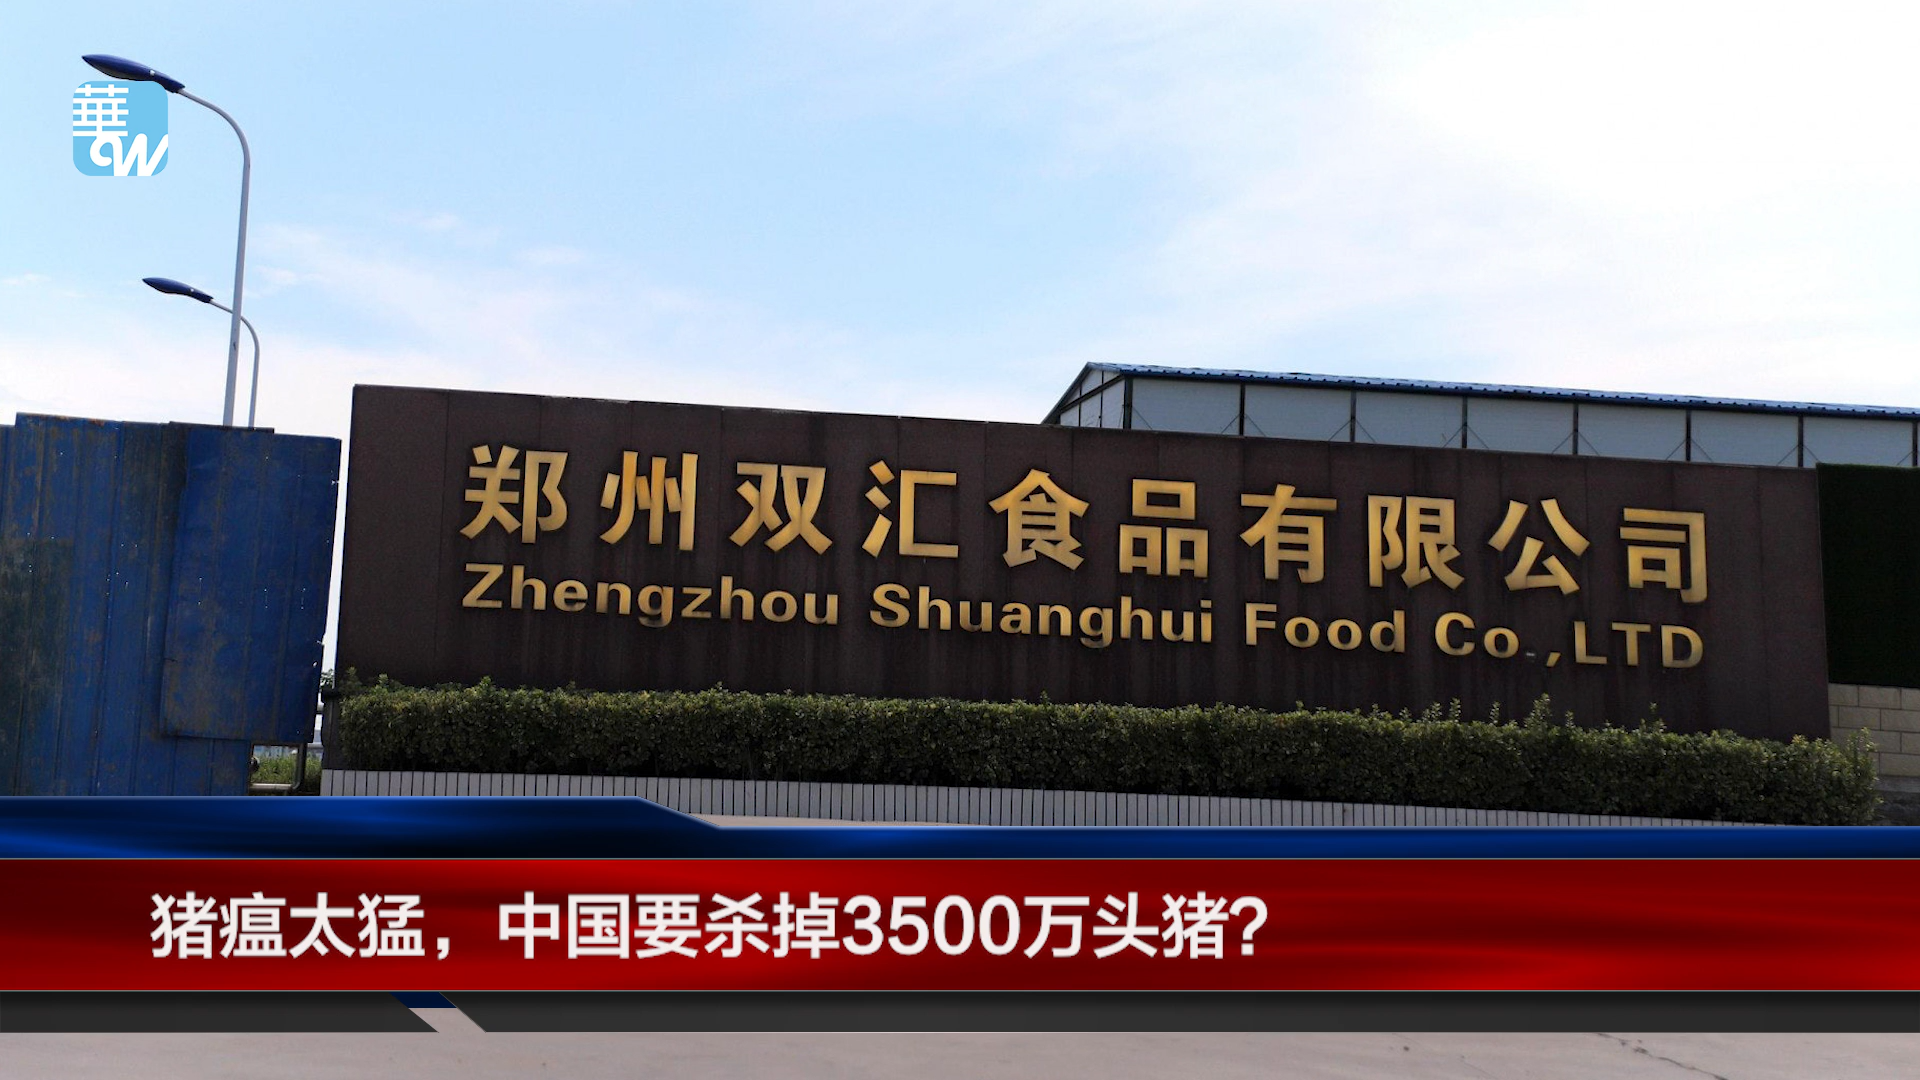 華
aw
郑州双汇食品有限公司
Zhengzhou Shuanghui Food Co.,LTD
猪瘟太猛，中国要杀掉3500万头猪?